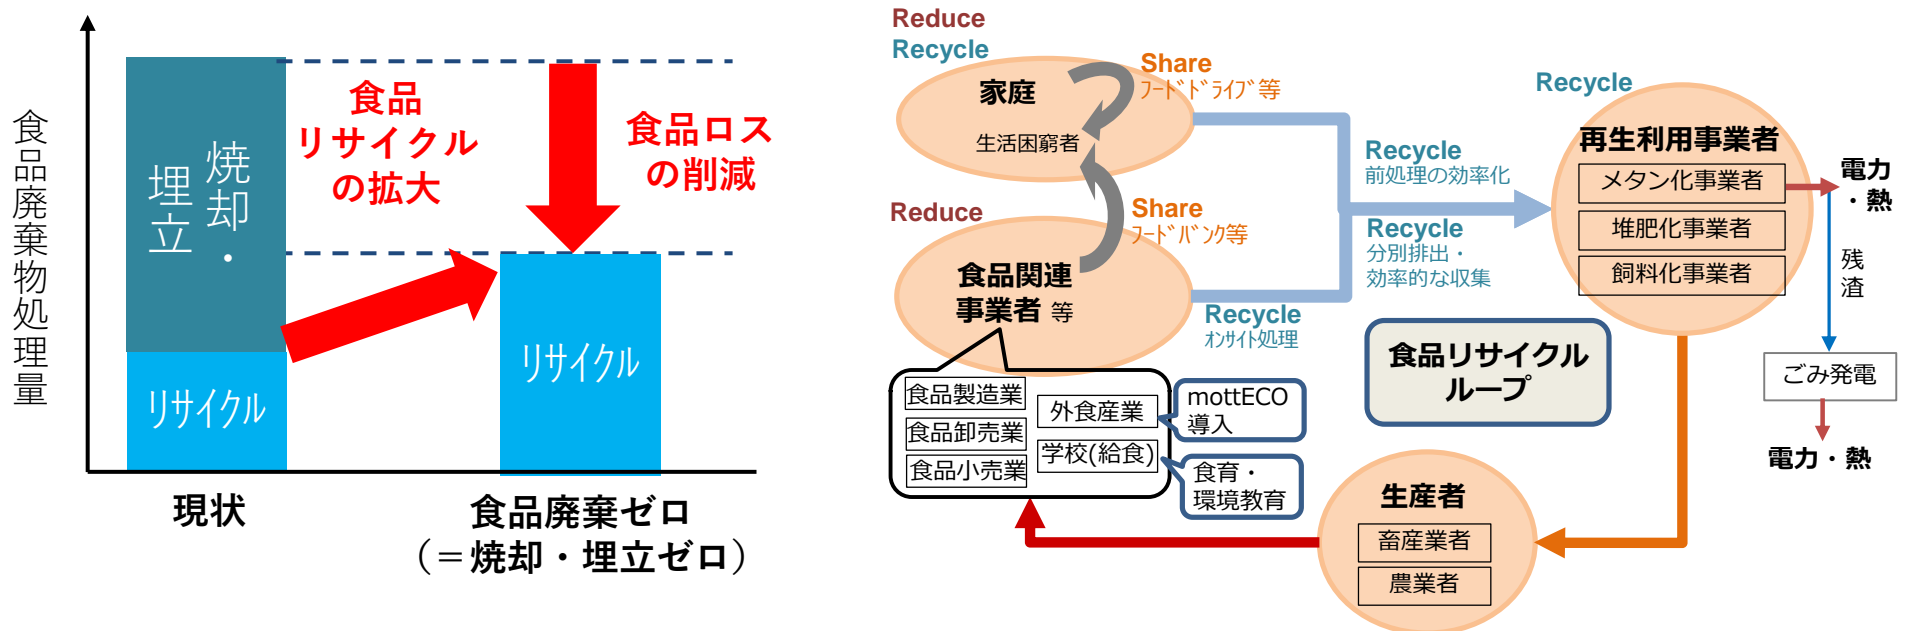 食品廃棄物処理量
焼却・
埋立
リサイクル
食品
リサイクル
の拡大
食品ロス
の削減
リサイクル
現状
食品廃棄ゼロ
（＝焼却・埋立ゼロ）
Reduce
Recycle
家庭
生活困窮者
Share
ﾌｰﾄﾞﾄﾞﾗｲﾌﾞ等
Reduce
Share
ﾌｰﾄﾞﾊﾞﾝｸ等
食品関連
事業者 等
Recycle
前処理の効率化
Recycle
分別排出・
効率的な収集
Recycle
ｵﾝｻｲﾄ処理
Recycle
再生利用事業者
メタン化事業者
堆肥化事業者
飼料化事業者
電力
・熱
残渣
ごみ発電
電力・熱
食品リサイクル
ループ
食品製造業
食品卸売業
食品小売業
外食産業
学校(給食)
mottECO
導入
食育・
環境教育
生産者
畜産業者
農業者